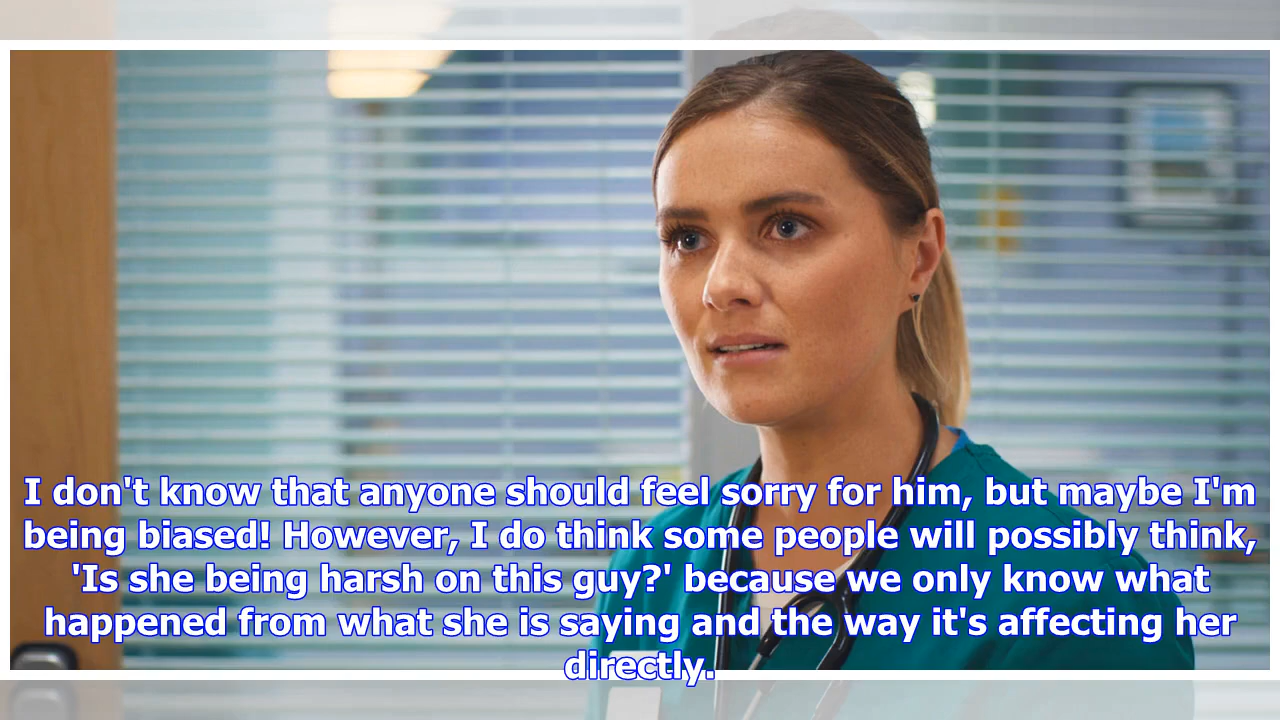 I don't know that anyone should feel sorry for him, but maybe I'm
being biased! However, I do think some people will possibly think,
'Is she being harsh on this guy?' because we only know what
happened from what she is saying and the way it's affecting her
directly.